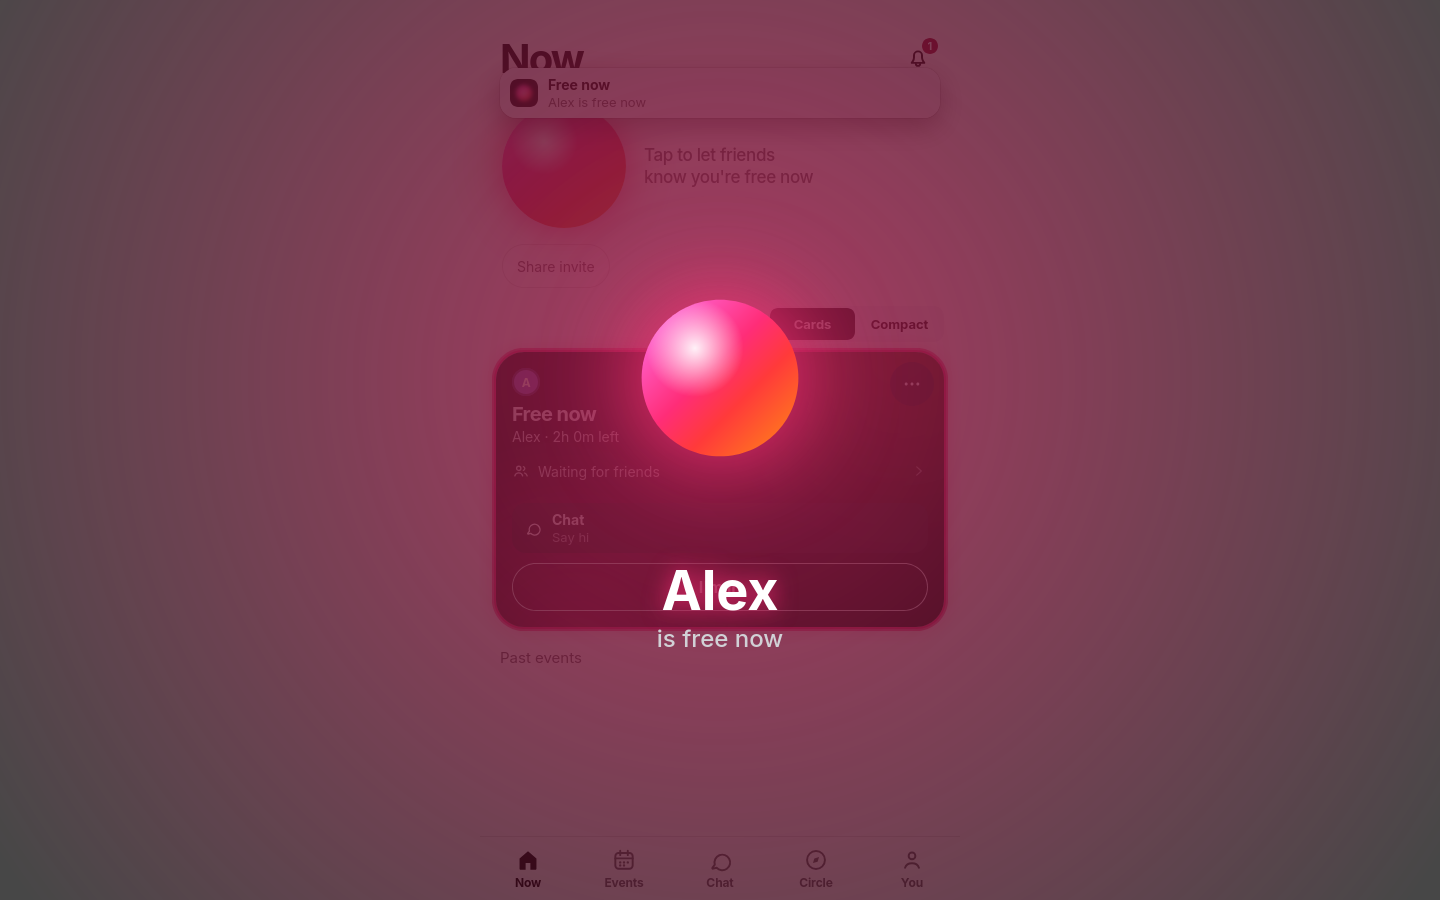 Now
1
Free now
Alex is free now
Tap to let friends
know you're free now
Share invite
Cards
Compact
A
Free now
Alex · 2h 0m left
Waiting for friends
Chat
Say hi
Alex
is free now
Past events
Now
Events
Chat
Circle
You